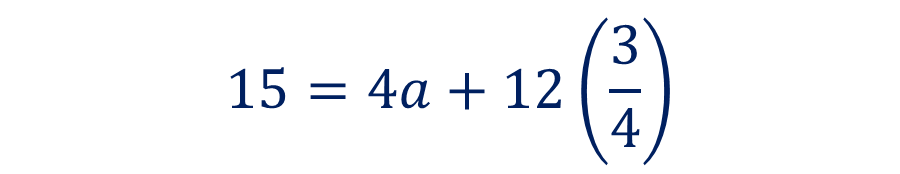 15 = 4a + 12 (3/4)